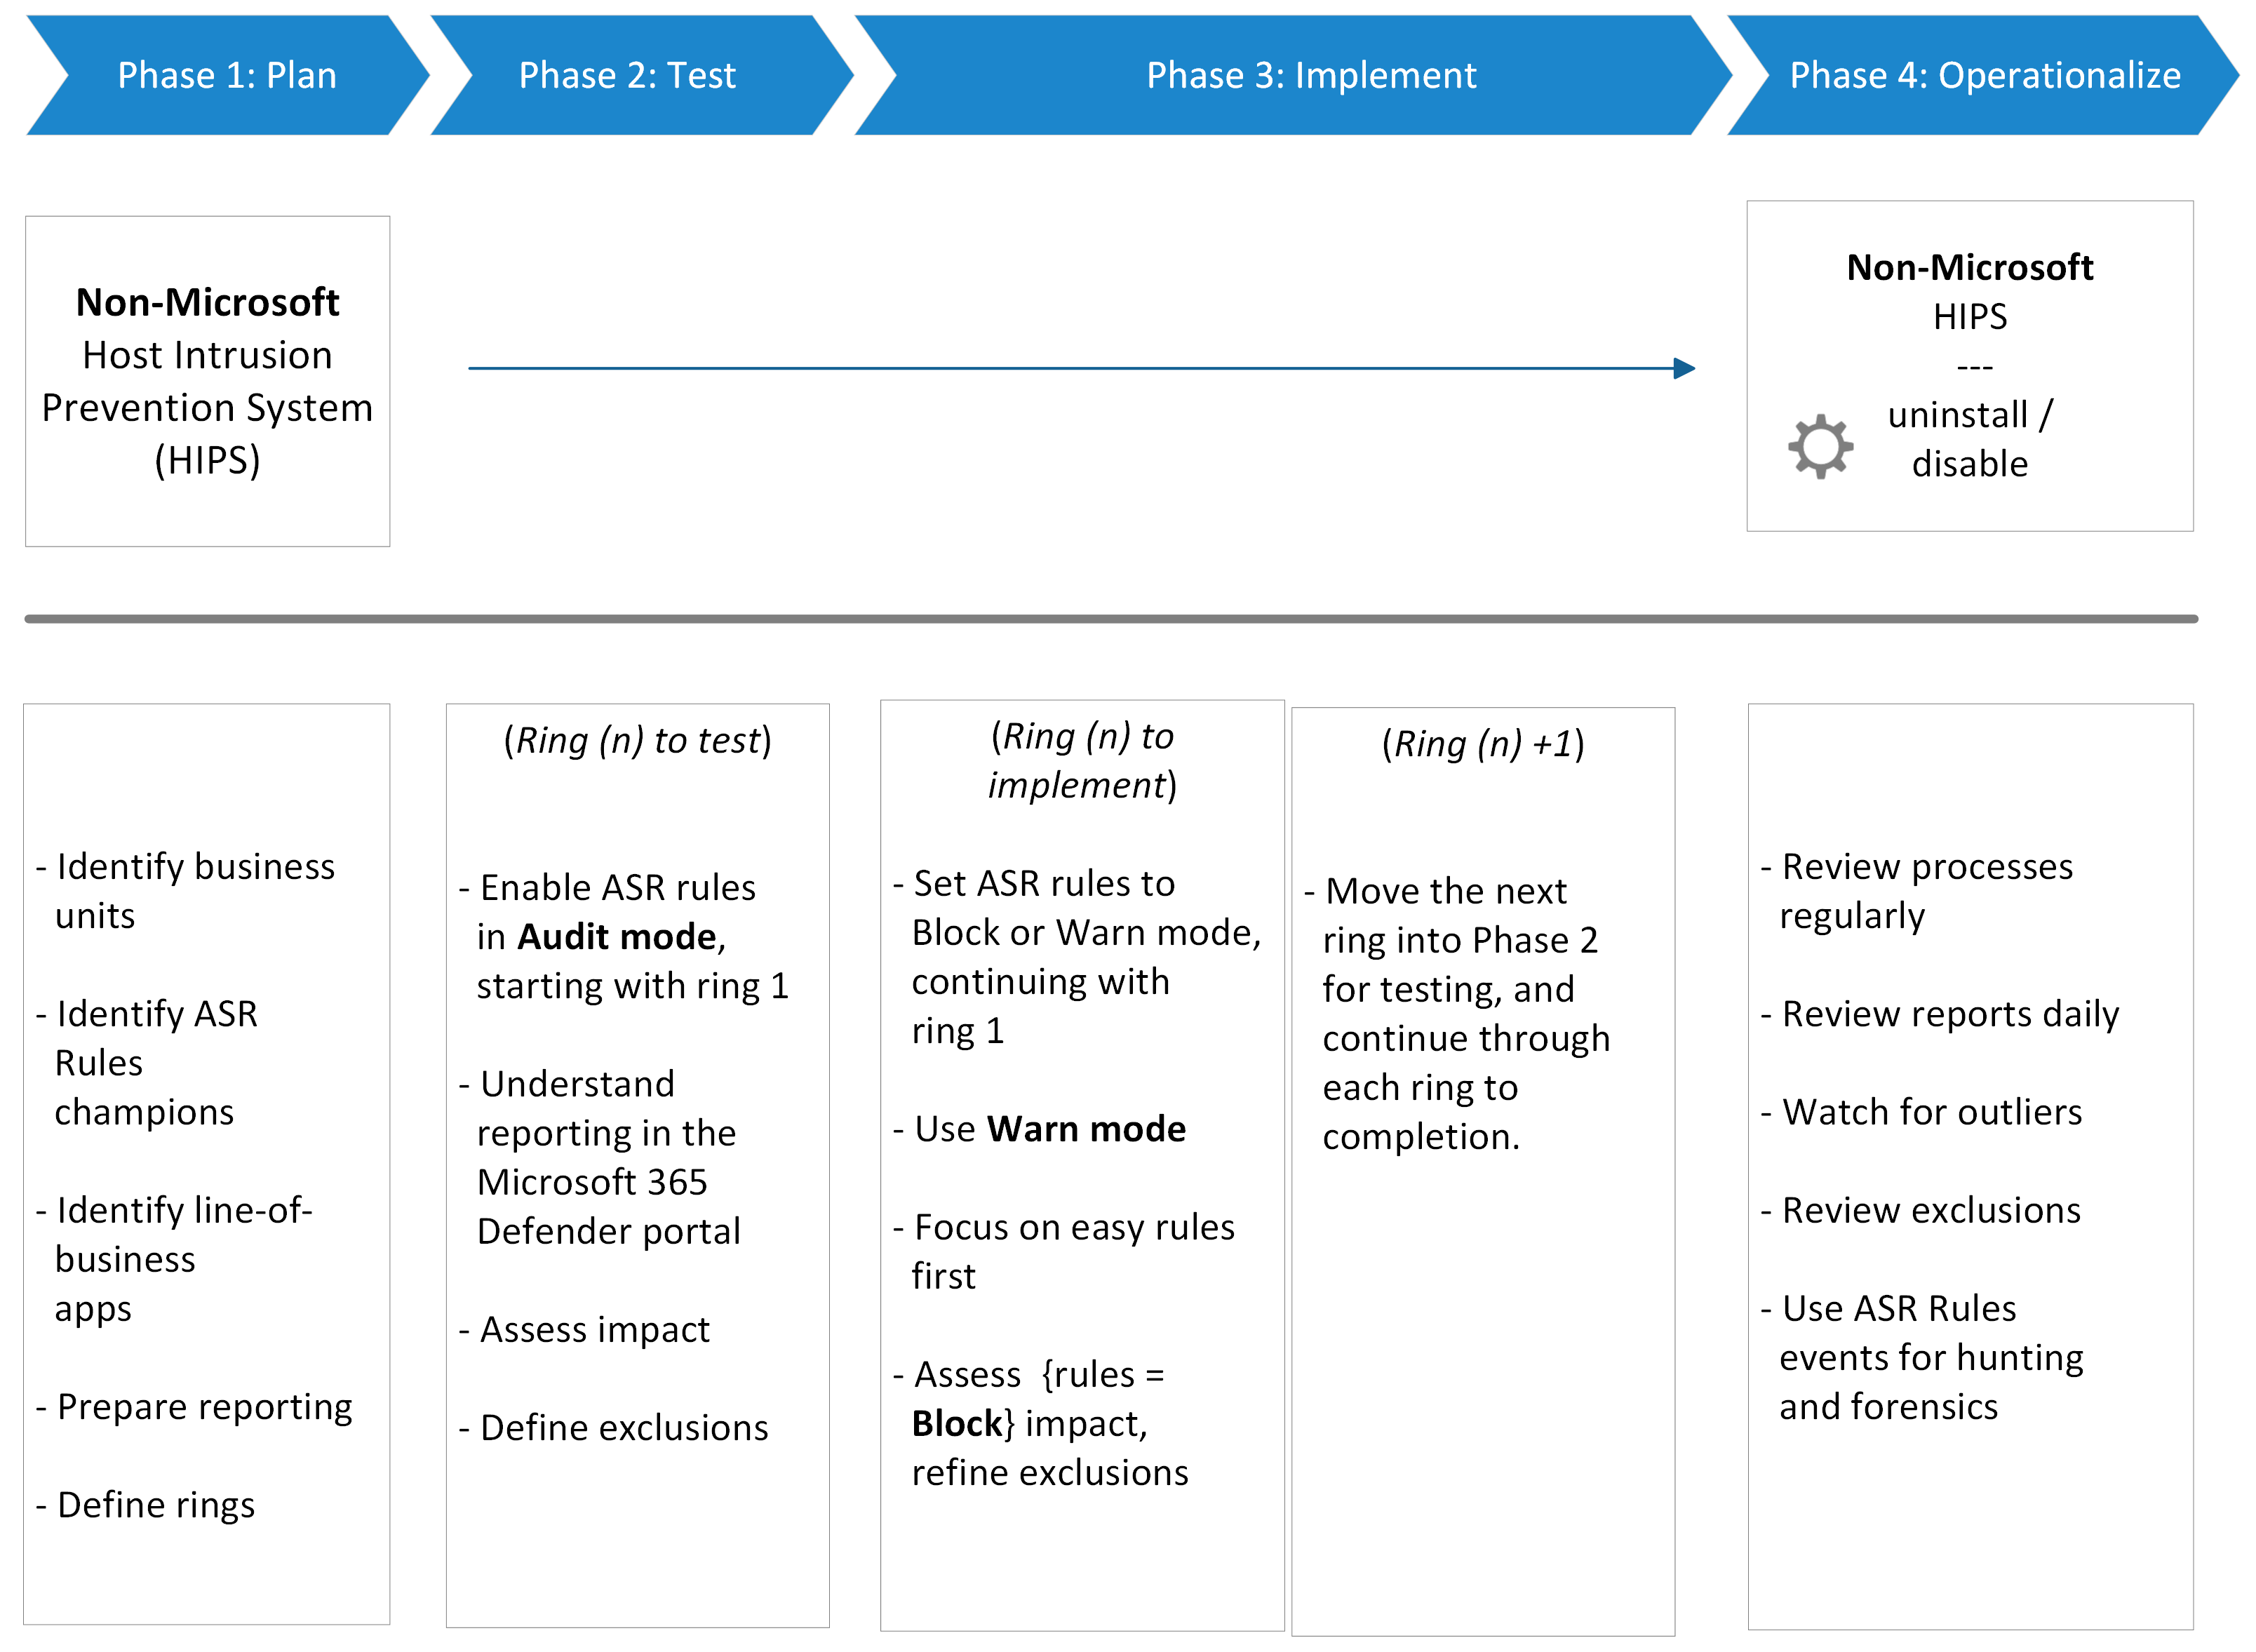 Phase 1: Plan
Phase 2: Test
Phase 3: Implement
Phase 4: Operationalize
Non-Microsoft
Host Intrusion
Prevention System
(HIPS)
Non-Microsoft
HIPS
---
uninstall /
disable
- Identify business
units
- Identify ASR
Rules
champions
- Identify line-of-
business
apps
- Prepare reporting
- Define rings
(Ring (n) to test)
- Enable ASR rules
in Audit mode,
starting with ring 1
- Understand
reporting in the
Microsoft 365
Defender portal
- Assess impact
- Define exclusions
(Ring (n) to
implement)
- Set ASR rules to
Block or Warn mode,
continuing with
ring 1
- Use Warn mode
- Focus on easy rules
first
- Assess  {rules =
Block} impact,
refine exclusions
(Ring (n) +1)
- Move the next
ring into Phase 2
for testing, and
continue through
each ring to
completion.
- Review processes
regularly
- Review reports daily
- Watch for outliers
- Review exclusions
- Use ASR Rules
events for hunting
and forensics